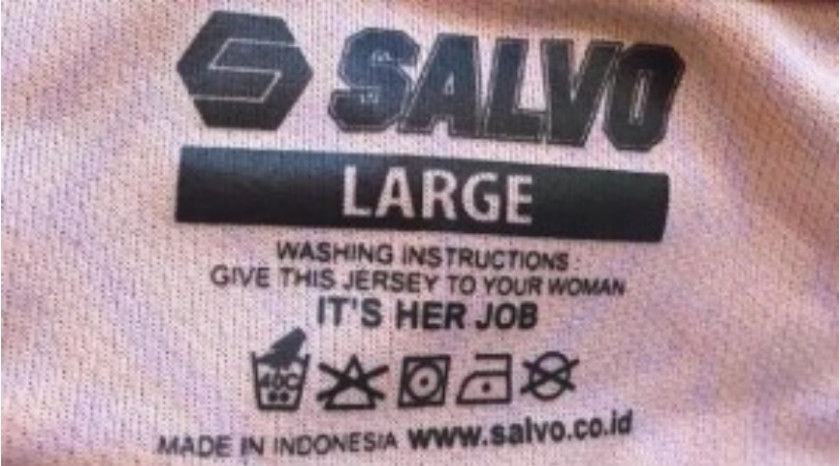 SALVO
LARGE
WASHING INSTRUCTIONS :
GIVE THIS JERSEY TO YOUR WOMAN
IT'S HER JOB
40C
MADE IN INDONESIA www.salvo.co.id